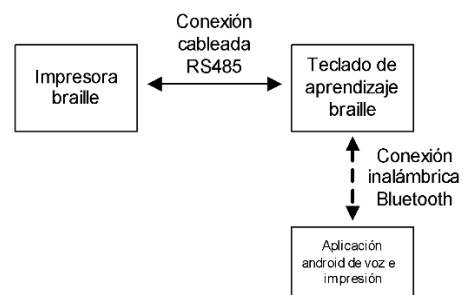 Conexión
cableada
RS485
Impresora
braille
Teclado de
aprendizaje
braille
Conexión
inalámbrica
Bluetooth
Aplicación
android de voz e
impresión